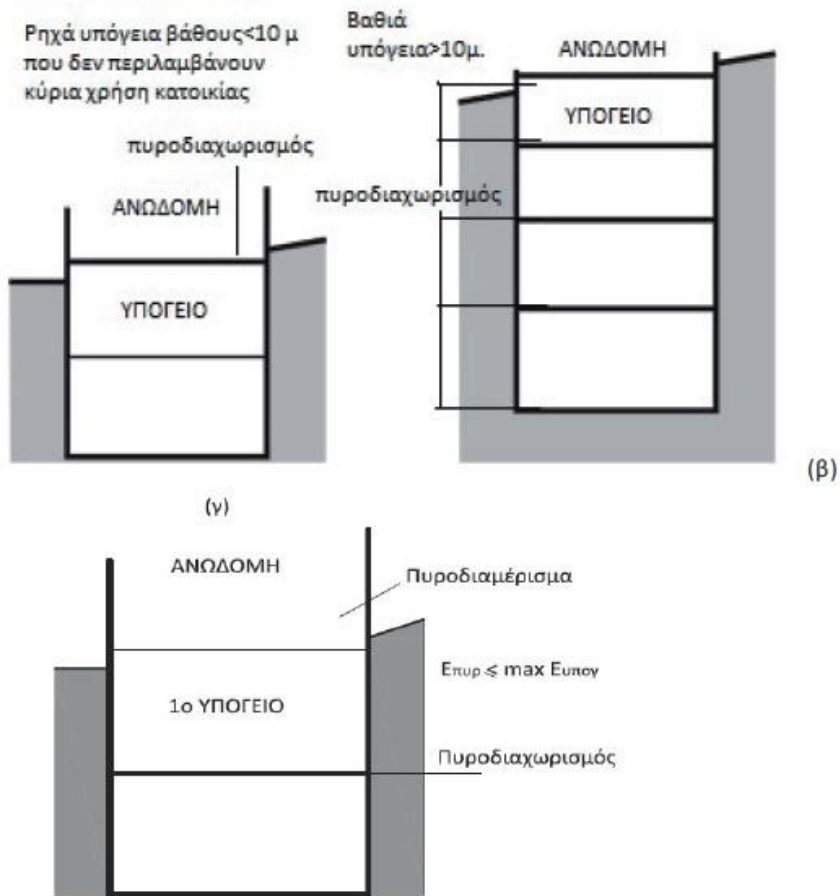 Ρηχά υπόγεια βάθους<10 μ
που δεν περιλαμβάνουν
κύρια χρήση κατοικίας
πυροδιαχωρισμός
ΑΝΩΔΟΜΗ
ΥΠΟΓΕΙΟ
Βαθιά
υπόγεια>10μ.
ΑΝΩΔΟΜΗ
ΥΠΟΓΕΙΟ
πυροδιαχωρισμός
(β)
(γ)
ΑΝΩΔΟΜΗ
Πυροδιαμέρισμα
1ο ΥΠΟΓΕΙΟ
Επυρ ≤ max Eυπογ
Πυροδιαχωρισμός